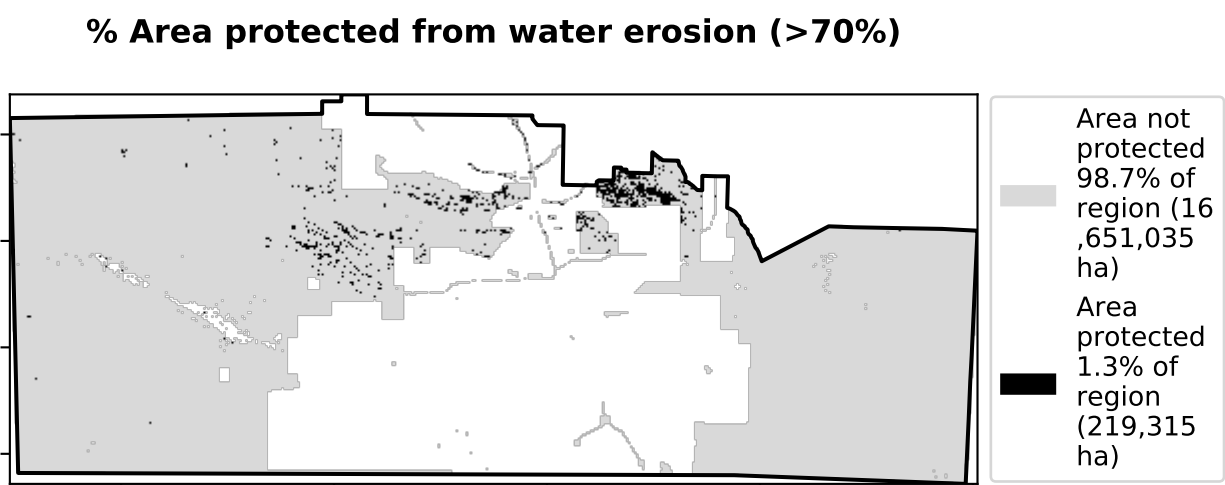 % Area protected from water erosion (>70%)
Area not
protected
98.7% of
region (16
,651,035
ha)
Area
protected
1.3% of
region
(219,315
ha)